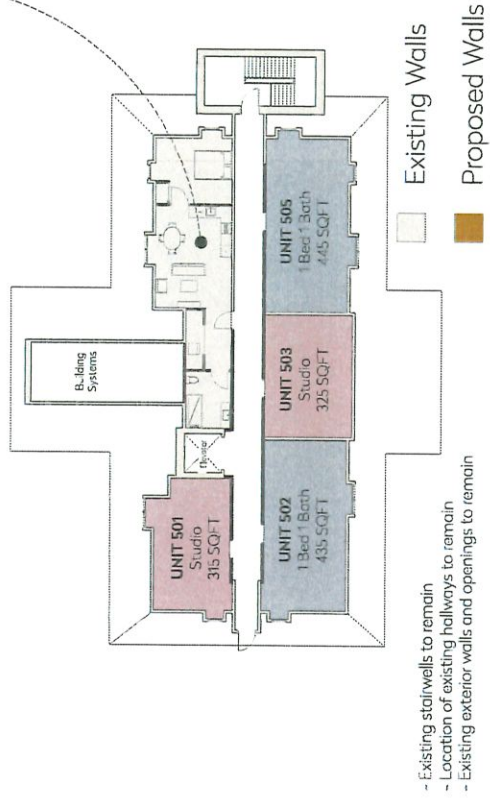 Building
Systems
UNIT 501
Studio
315 SQFT
Elevator
UNIT 502
1 Bed 1 Bath
435 SQFT
UNIT 503
Studio
325 SQFT
UNIT 505
1 Bed 1 Bath
445 SQFT
- Existing stairwells to remain
- Location of existing hallways to remain
- Existing exterior walls and openings to remain
Existing Walls
Proposed Walls